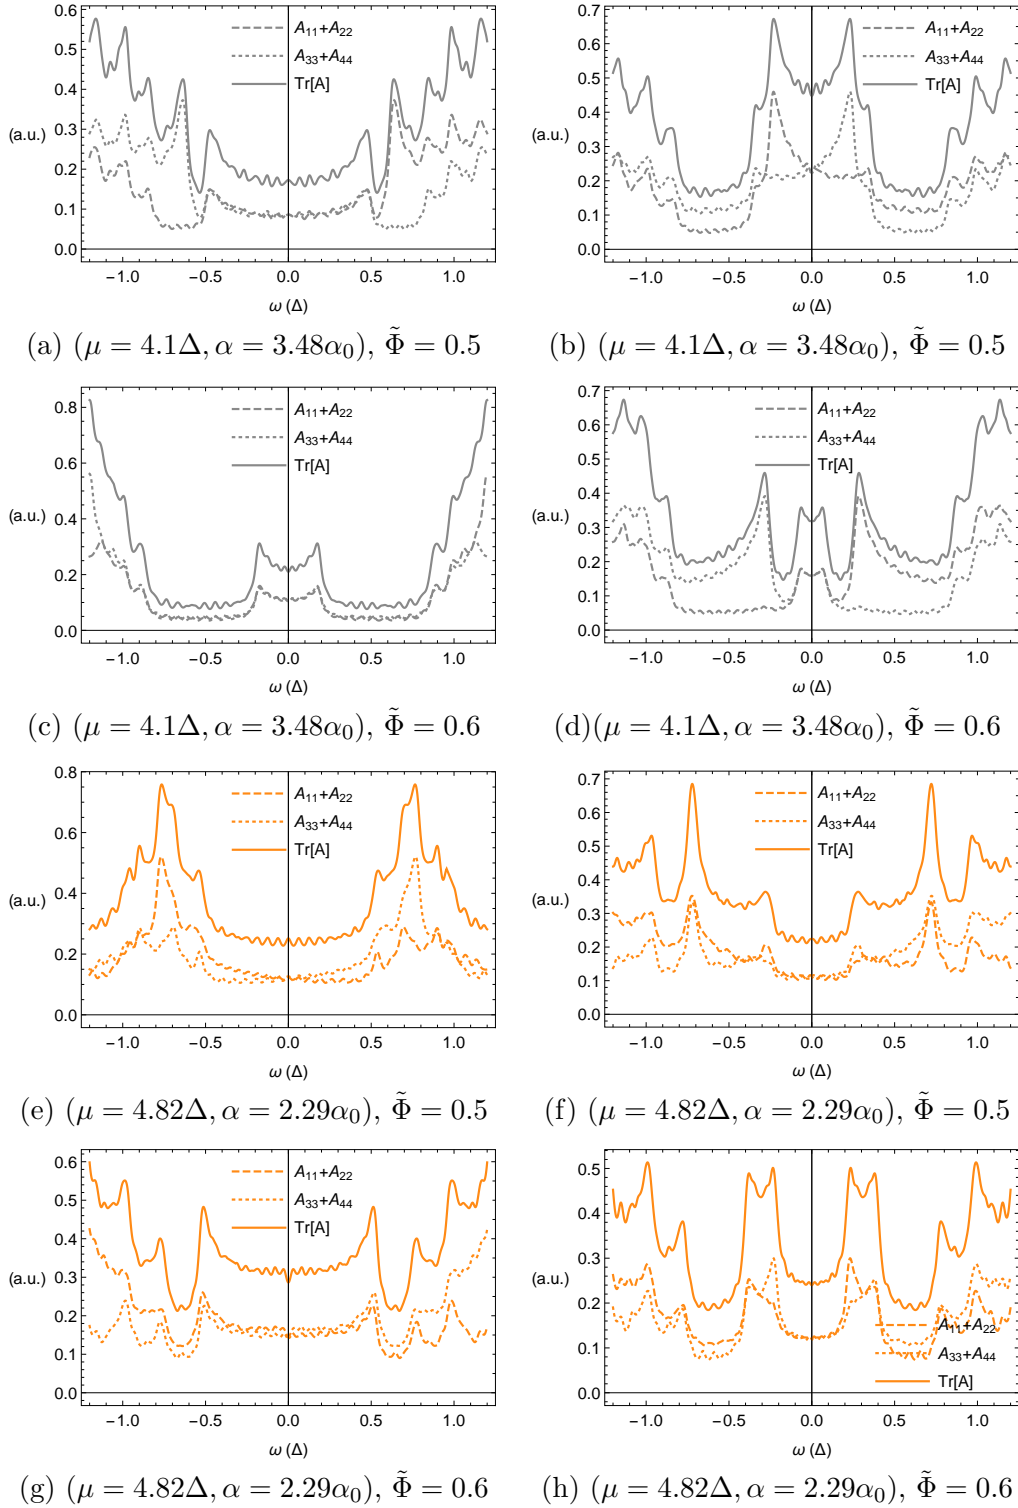 0.6
0.5
0.4
0.3
0.2
0.1
0.0
(a.u.)
A11+A22
A33+A44
Tr[A]
−1.0 −0.5 0.0 0.5 1.0
ω (Δ)
(a) (μ = 4.1Δ, α = 3.48α₀), Φ̃ = 0.5
0.7
0.6
0.5
0.4
0.3
0.2
0.1
0.0
(a.u.)
A11+A22
A33+A44
Tr[A]
−1.0 −0.5 0.0 0.5 1.0
ω (Δ)
(b) (μ = 4.1Δ, α = 3.48α₀), Φ̃ = 0.5
0.8
0.6
0.4
0.2
0.0
(a.u.)
A11+A22
A33+A44
Tr[A]
−1.0 −0.5 0.0 0.5 1.0
ω (Δ)
(c) (μ = 4.1Δ, α = 3.48α₀), Φ̃ = 0.6
0.7
0.6
0.5
0.4
0.3
0.2
0.1
0.0
(a.u.)
A11+A22
A33+A44
Tr[A]
−1.0 −0.5 0.0 0.5 1.0
ω (Δ)
(d)(μ = 4.1Δ, α = 3.48α₀), Φ̃ = 0.6
0.8
0.6
0.4
0.2
0.0
(a.u.)
A11+A22
A33+A44
Tr[A]
−1.0 −0.5 0.0 0.5 1.0
ω (Δ)
(e) (μ = 4.82Δ, α = 2.29α₀), Φ̃ = 0.5
0.7
0.6
0.5
0.4
0.3
0.2
0.1
0.0
(a.u.)
A11+A22
A33+A44
Tr[A]
−1.0 −0.5 0.0 0.5 1.0
ω (Δ)
(f) (μ = 4.82Δ, α = 2.29α₀), Φ̃ = 0.5
0.6
0.5
0.4
0.3
0.2
0.1
0.0
(a.u.)
A11+A22
A33+A44
Tr[A]
−1.0 −0.5 0.0 0.5 1.0
ω (Δ)
(g) (μ = 4.82Δ, α = 2.29α₀), Φ̃ = 0.6
0.5
0.4
0.3
0.2
0.1
0.0
(a.u.)
A11+A22
A33+A44
Tr[A]
−1.0 −0.5 0.0 0.5 1.0
ω (Δ)
(h) (μ = 4.82Δ, α = 2.29α₀), Φ̃ = 0.6